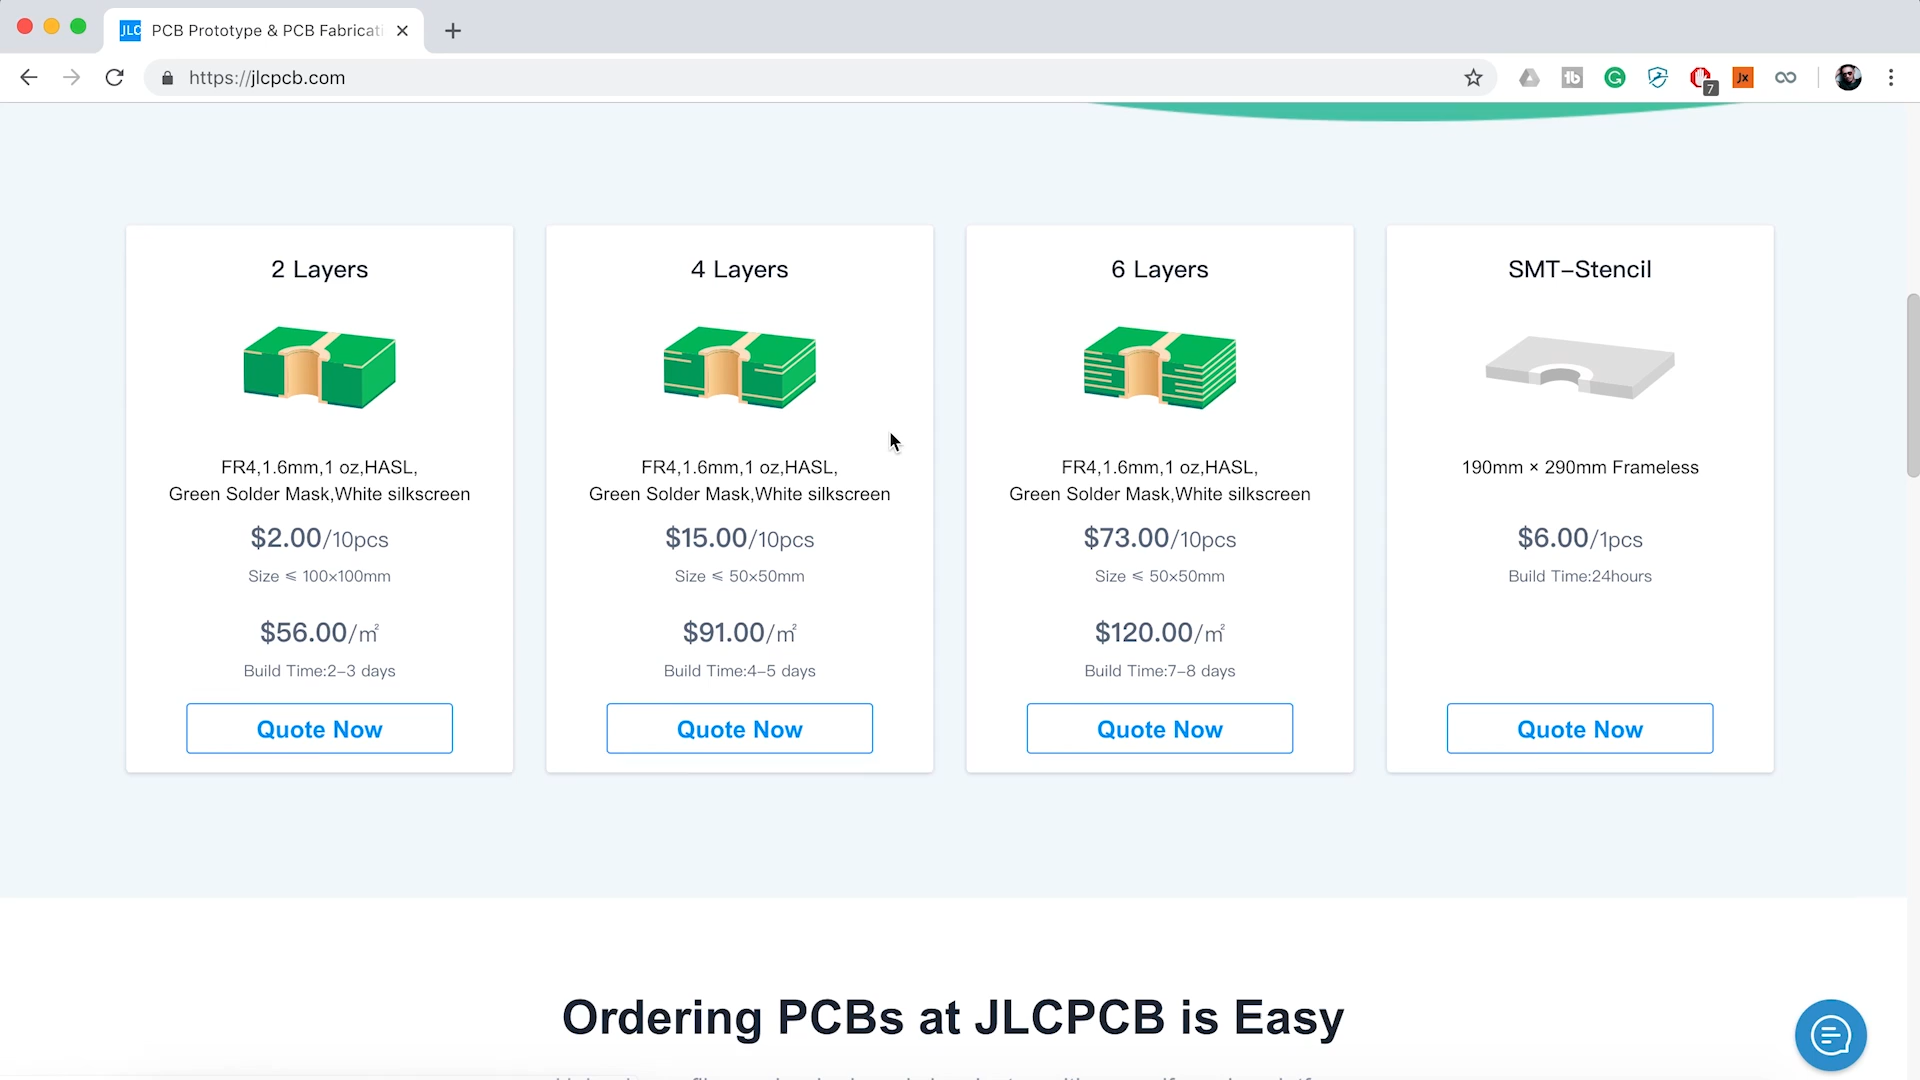 JLC PCB Prototype & PCB Fabricati
https://jlcpcb.com
7
Jx
2 Layers
FR4,1.6mm,1 oz,HASL,
Green Solder Mask,White silkscreen
$2.00/10pcs
Size ≤ 100×100mm
$56.00/㎡
Build Time:2–3 days
Quote Now
4 Layers
FR4,1.6mm,1 oz,HASL,
Green Solder Mask,White silkscreen
$15.00/10pcs
Size ≤ 50×50mm
$91.00/㎡
Build Time:4–5 days
Quote Now
6 Layers
FR4,1.6mm,1 oz,HASL,
Green Solder Mask,White silkscreen
$73.00/10pcs
Size ≤ 50×50mm
$120.00/㎡
Build Time:7–8 days
Quote Now
SMT–Stencil
190mm × 290mm Frameless
$6.00/1pcs
Build Time:24hours
Quote Now
Ordering PCBs at JLCPCB is Easy